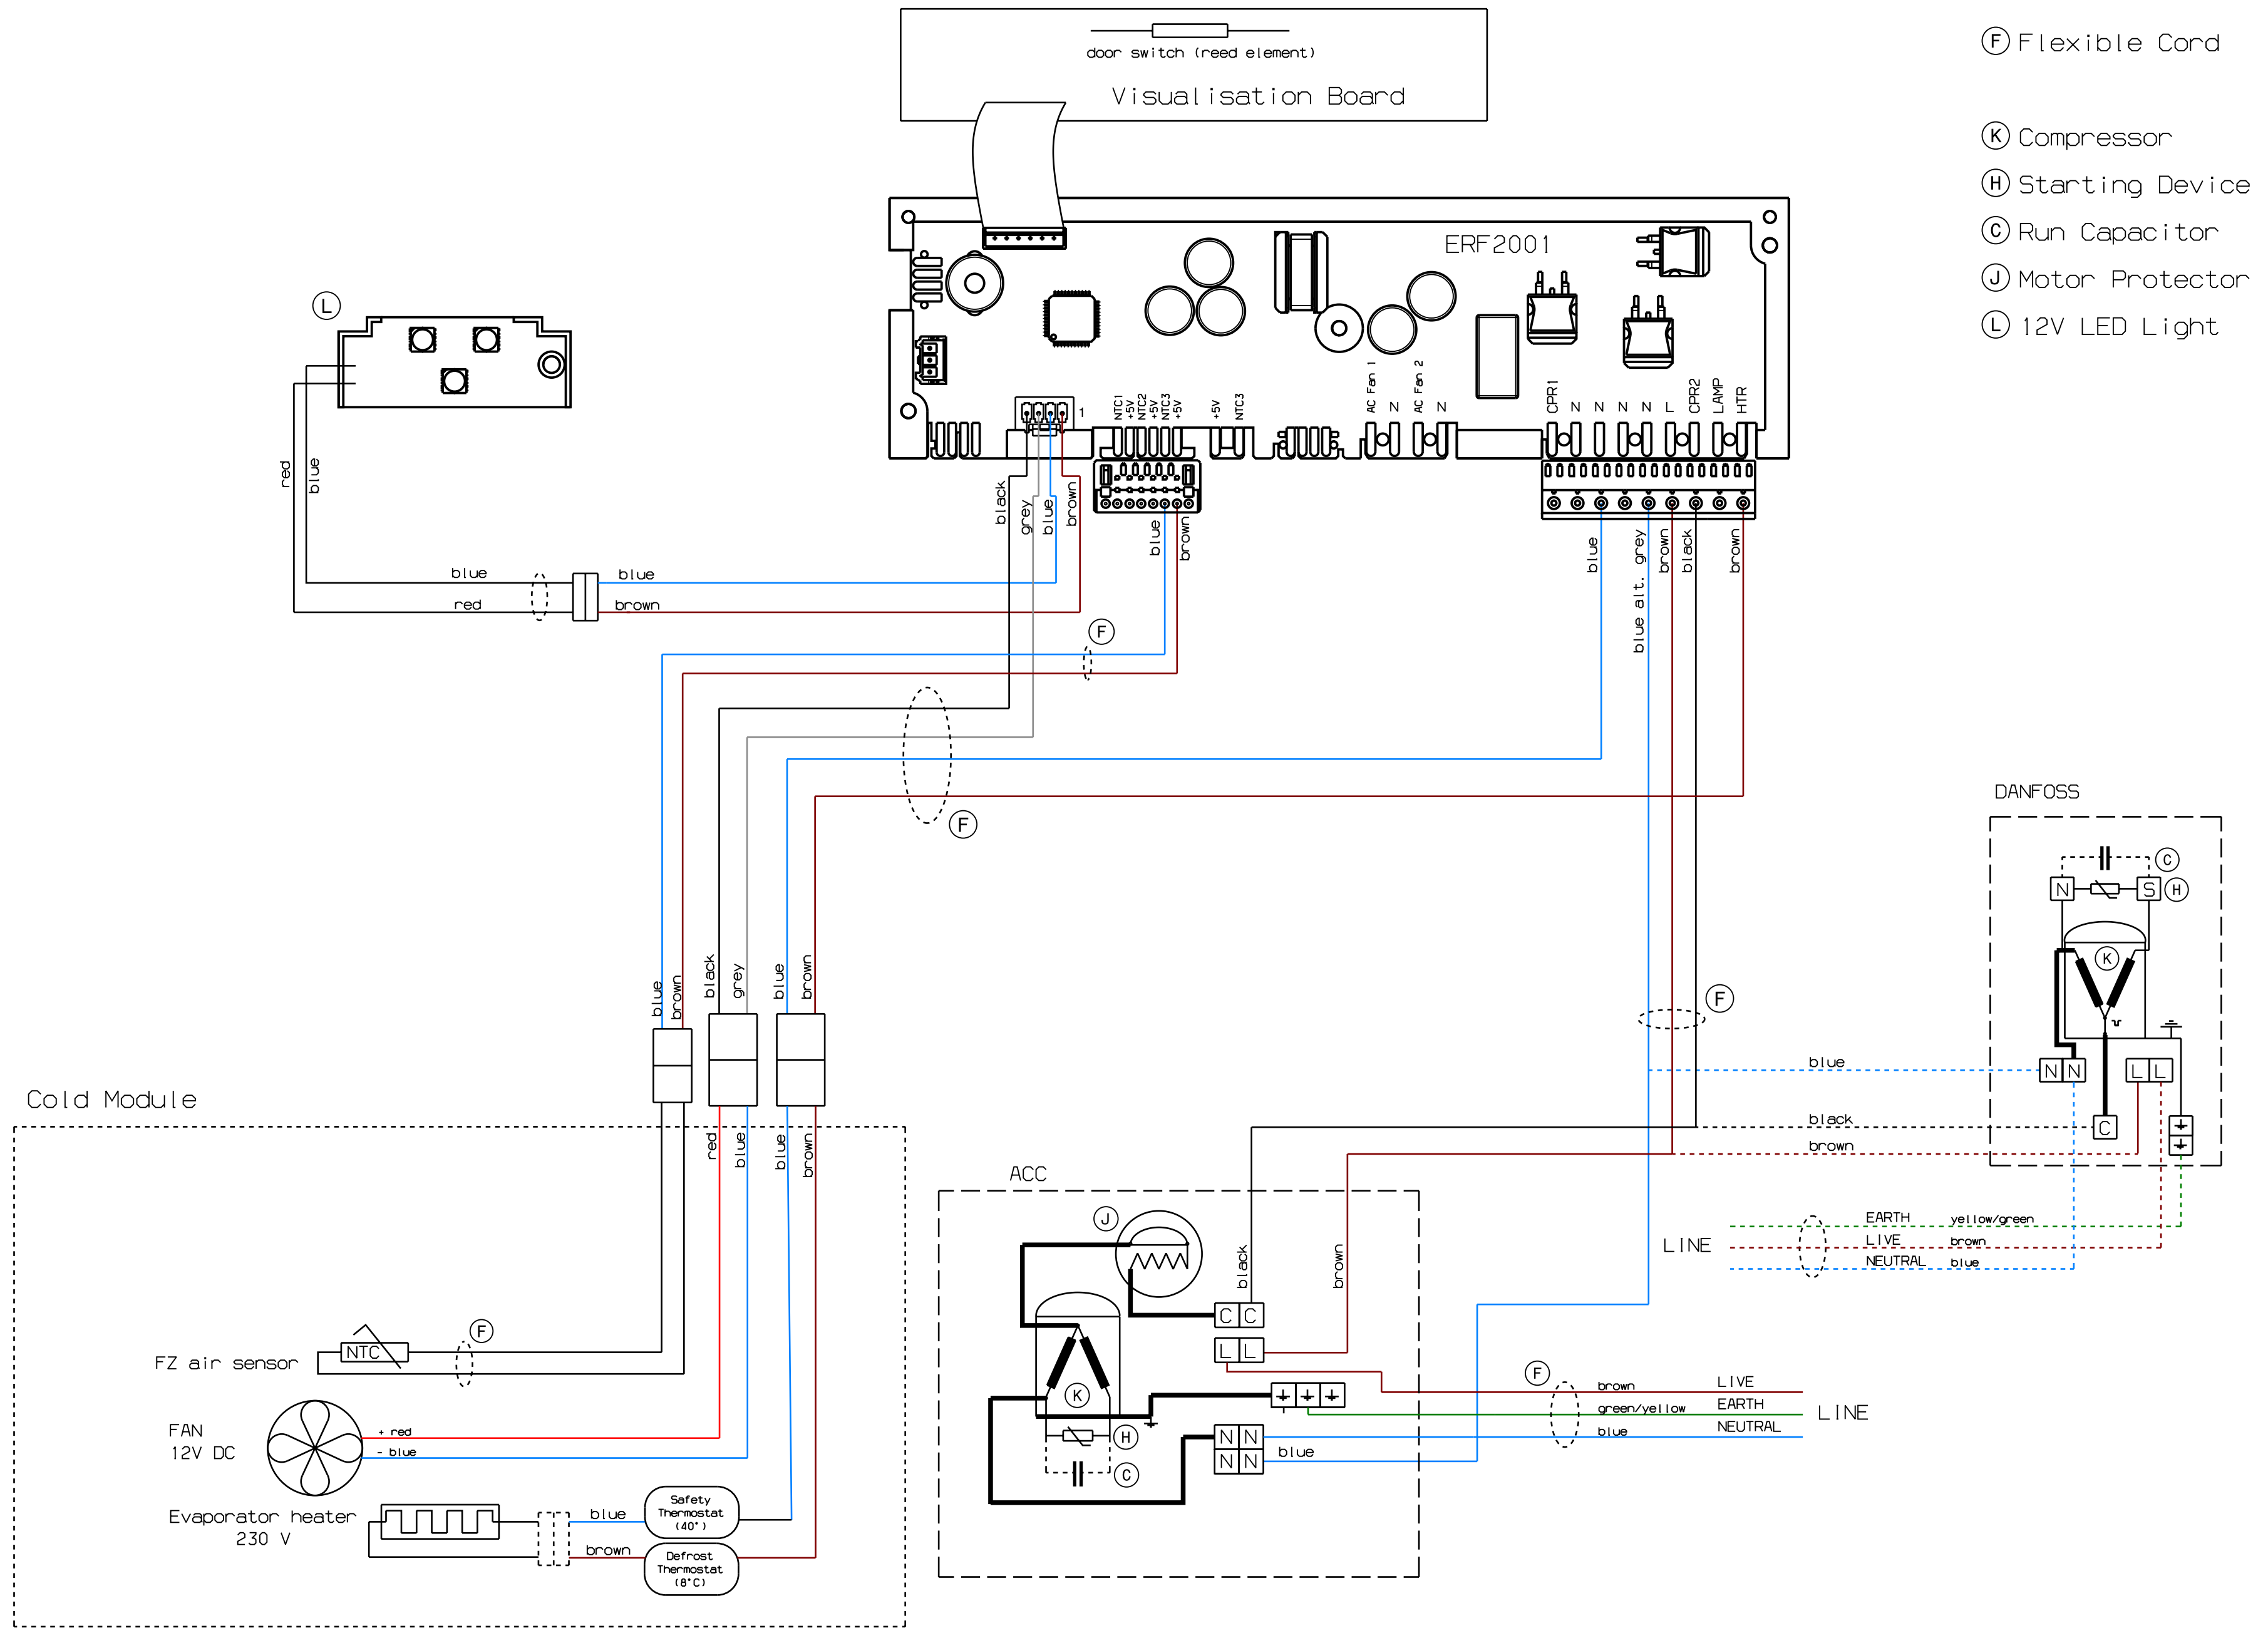 door switch (reed element)
Visualisation Board
F Flexible Cord
K Compressor
H Starting Device
C Run Capacitor
J Motor Protector
L 12V LED Light
ERF2001
L
1
NTC1
+5V
NTC2
+5V
NTC3
+5V
+5V
NTC3
AC Fan 1
N
AC Fan 2
N
CPR1
N
N
N
N
L
CPR2
LAMP
HTR
red
blue
black
grey
blue
brown
blue
brown
blue
blue alt. grey
brown
black
brown
blue
blue
red
brown
F
F
DANFOSS
C
N
S
H
K
blue
brown
black
grey
blue
brown
F
blue
N N
L L
black
C
brown
Cold Module
red
blue
blue
brown
ACC
J
black
brown
LINE
EARTH yellow/green
LIVE brown
NEUTRAL blue
C C
L L
F
NTC
FZ air sensor
K
F
brown LIVE
green/yellow EARTH
LINE
blue NEUTRAL
FAN
12V DC
+ red
- blue
H
N N
blue
N N
C
Evaporator heater
230 V
blue
Safety
Thermostat
(40°)
brown
Defrost
Thermostat
(8°C)